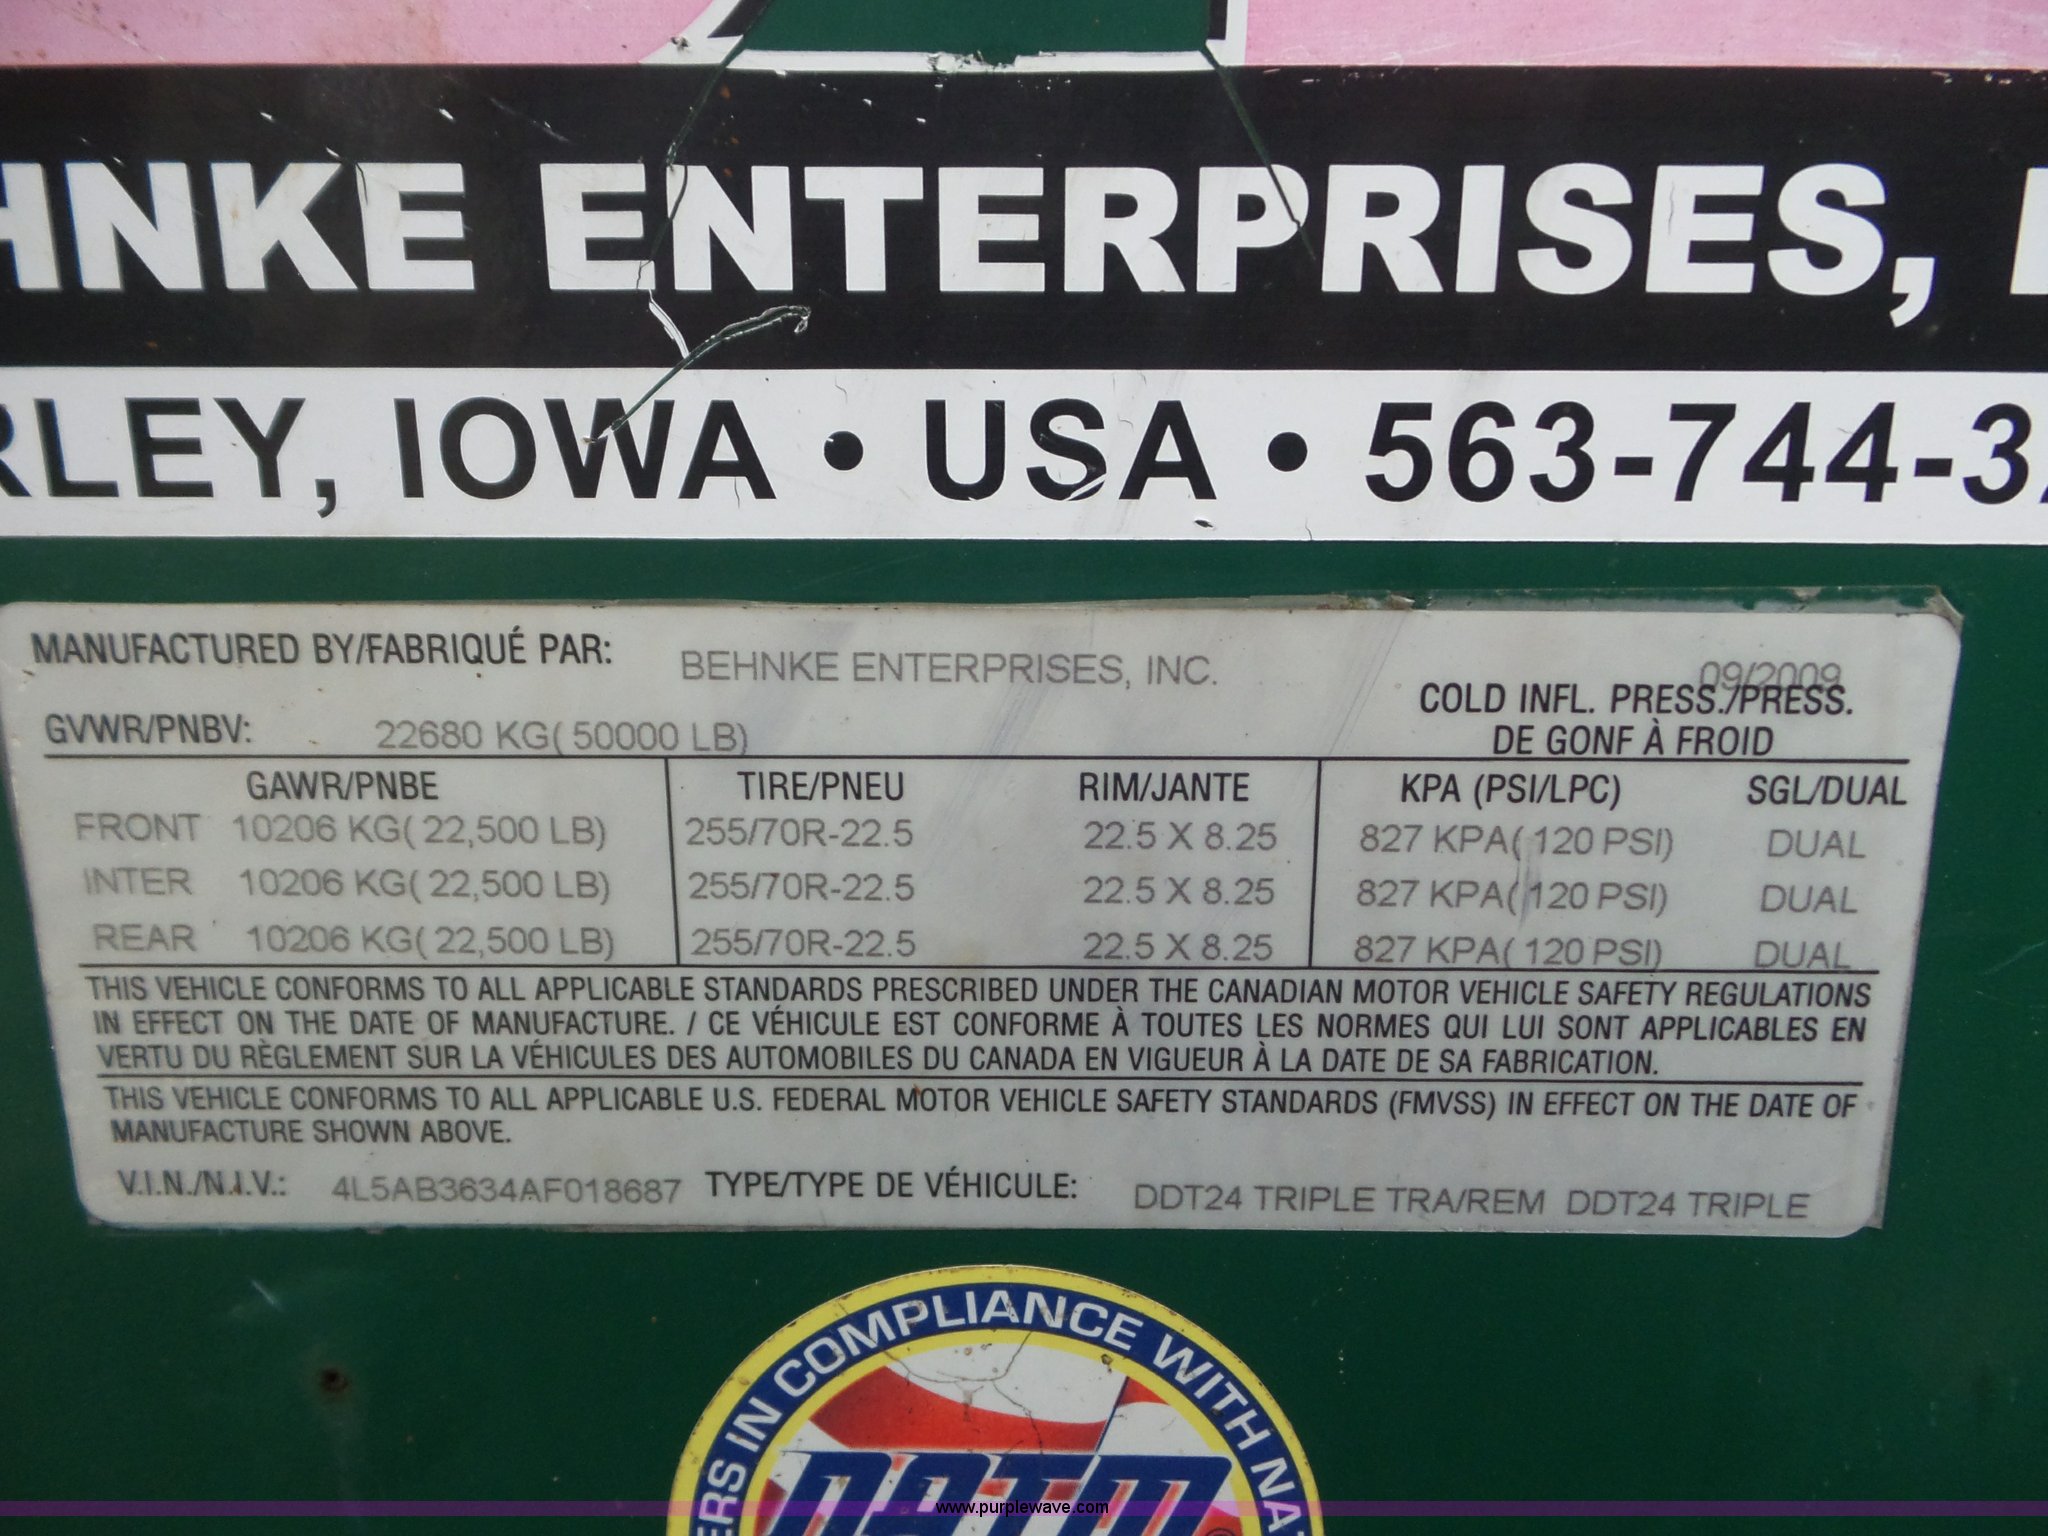 HNKE ENTERPRISES,
RLEY, IOWA • USA • 563-744-3
MANUFACTURED BY/FABRIQUÉ PAR: BEHNKE ENTERPRISES, INC. 09/2009
GVWR/PNBV: 22680 KG( 50000 LB)
COLD INFL. PRESS./PRESS.
DE GONF À FROID
GAWR/PNBE TIRE/PNEU RIM/JANTE KPA (PSI/LPC) SGL/DUAL
FRONT 10206 KG( 22,500 LB) 255/70R-22.5 22.5 X 8.25 827 KPA( 120 PSI) DUAL
INTER 10206 KG( 22,500 LB) 255/70R-22.5 22.5 X 8.25 827 KPA( 120 PSI) DUAL
REAR 10206 KG( 22,500 LB) 255/70R-22.5 22.5 X 8.25 827 KPA( 120 PSI) DUAL
THIS VEHICLE CONFORMS TO ALL APPLICABLE STANDARDS PRESCRIBED UNDER THE CANADIAN MOTOR VEHICLE SAFETY REGULATIONS
IN EFFECT ON THE DATE OF MANUFACTURE. / CE VÉHICULE EST CONFORME À TOUTES LES NORMES QUI LUI SONT APPLICABLES EN
VERTU DU RÈGLEMENT SUR LA VÉHICULES DES AUTOMOBILES DU CANADA EN VIGUEUR À LA DATE DE SA FABRICATION.
THIS VEHICLE CONFORMS TO ALL APPLICABLE U.S. FEDERAL MOTOR VEHICLE SAFETY STANDARDS (FMVSS) IN EFFECT ON THE DATE OF
MANUFACTURE SHOWN ABOVE.
V.I.N./N.I.V.: 4L5AB3634AF018687 TYPE/TYPE DE VÉHICULE: DDT24 TRIPLE TRA/REM DDT24 TRIPLE
ERS IN COMPLIANCE WITH NAT
NATM
www.purplewave.com